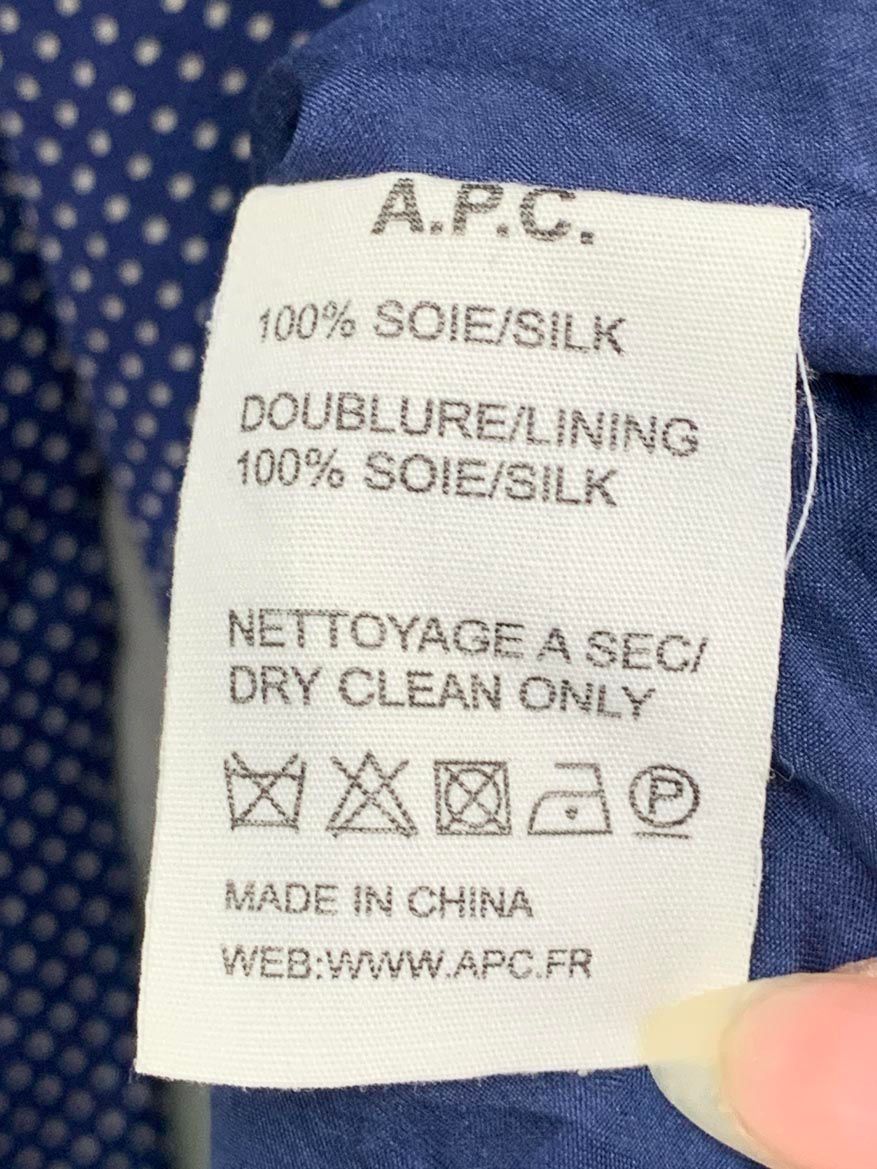 A.P.C.
100% SOIE/SILK
DOUBLURE/LINING
100% SOIE/SILK
NETTOYAGE A SEC/
DRY CLEAN ONLY
P
MADE IN CHINA
WEB:WWW.APC.FR